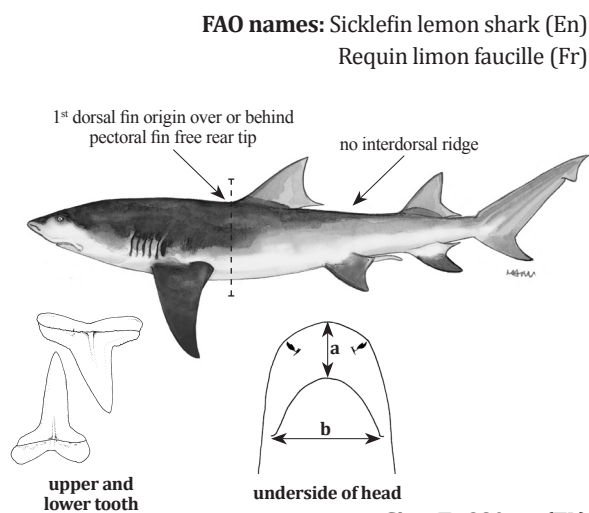 FAO names: Sicklefin lemon shark (En)
Requin limon faucille (Fr)
1st dorsal fin origin over or behind
pectoral fin free rear tip
no interdorsal ridge
a
b
upper and
lower tooth
underside of head